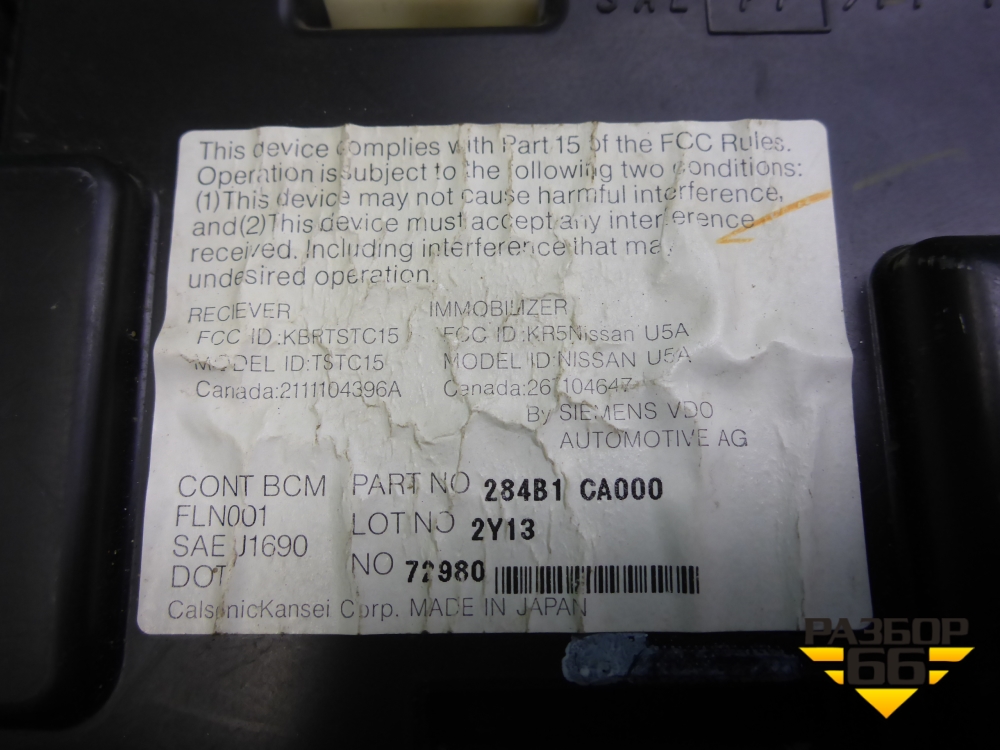 This device complies with Part 15 of the FCC Rules.
Operation is subject to the following two conditions:
(1)This device may not cause harmful interference,
and(2)This device must accept any interference
received. Including interference that may
undesired operation.
RECIEVER IMMOBILIZER
FCC ID:KBRTSTC15 FCC ID:KR5Nissan U5A
MODEL ID:TSTC15 MODEL ID:NISSAN U5A
Canada:2111104396A Canada:267104647
By SIEMENS VDO
AUTOMOTIVE AG
CONT BCM PART NO 284B1 CA000
FLN001 LOT NO 2Y13
SAE J1690
DOT NO 72980
CalsonicKansei Corp. MADE IN JAPAN
РАЗБОР
66